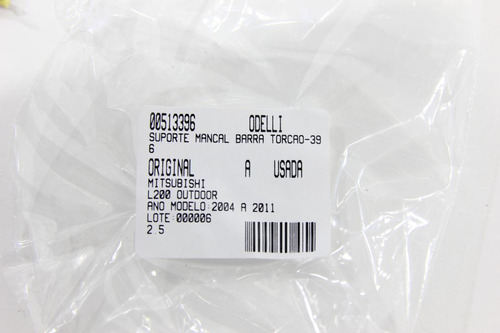 00513396 ODELLI
SUPORTE MANCAL BARRA TORCAO-39
6
ORIGINAL A USADA
MITSUBISHI
L200 OUTDOOR
ANO MODELO:2004 A 2011
LOTE:000006
2 5